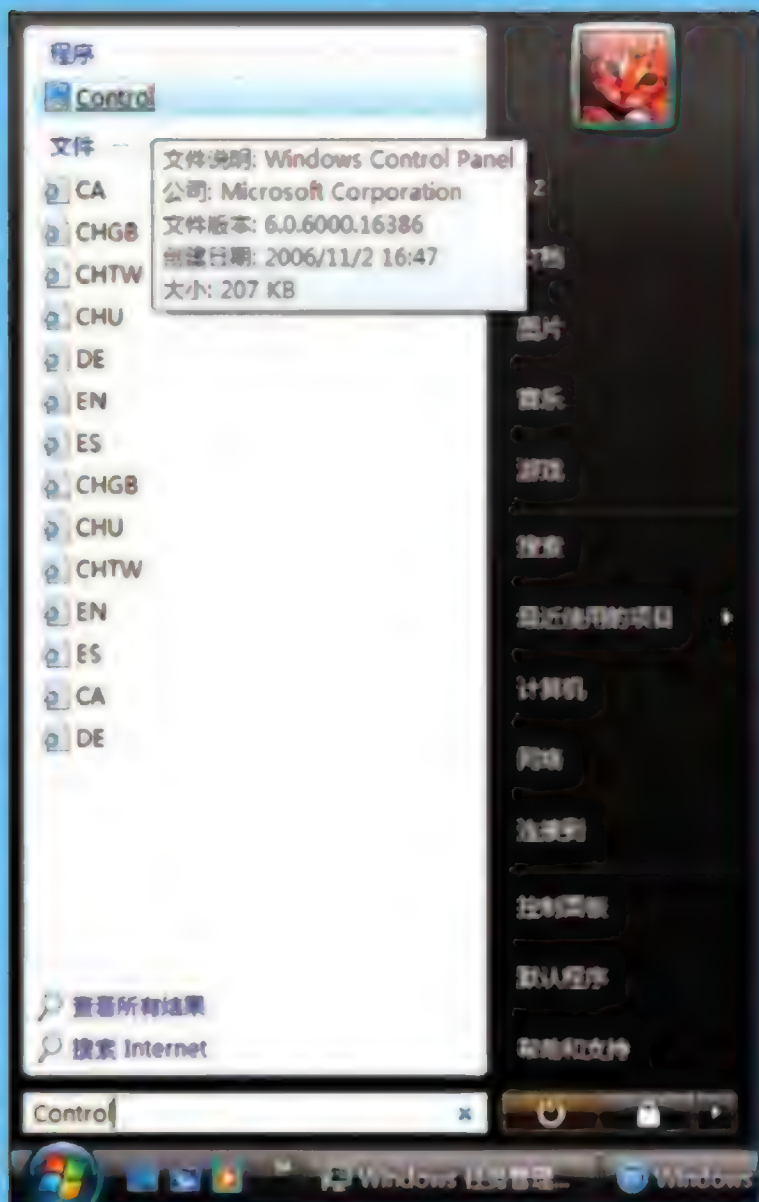 程序
Control
文件
文件说明: Windows Control Panel
公司: Microsoft Corporation
文件版本: 6.0.6000.16386
创建日期: 2006/11/2 16:47
大小: 207 KB
CA
CHGB
CHTW
CHU
DE
EN
ES
CHGB
CHU
CHTW
EN
ES
CA
DE
查看所有结果
搜索 Internet
Control
图片
音乐
游戏
搜索
最近使用的项目
计算机
网络
连接到
控制面板
默认程序
帮助和支持
Windows
Windows